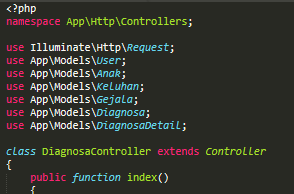 <?php
namespace App\Http\Controllers;
use Illuminate\Http\Request;
use App\Models\User;
use App\Models\Anak;
use App\Models\Keluhan;
use App\Models\Gejala;
use App\Models\Diagnosa;
use App\Models\DiagnosaDetail;
class DiagnosaController extends Controller
{
    public function index()
    {